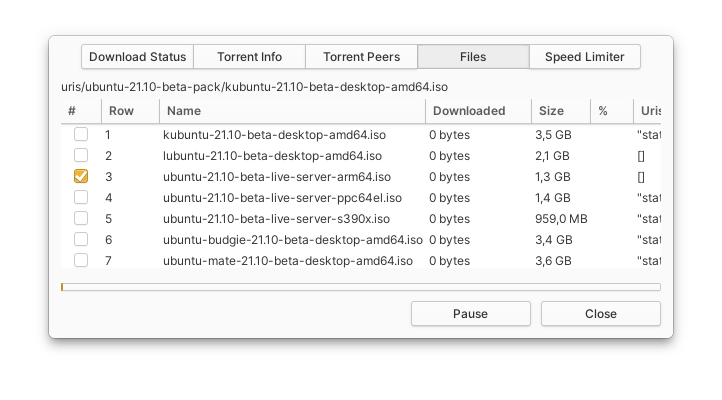 Download Status Torrent Info Torrent Peers Files Speed Limiter
uris/ubuntu-21.10-beta-pack/kubuntu-21.10-beta-desktop-amd64.iso
# Row Name Downloaded Size % Uris
1 kubuntu-21.10-beta-desktop-amd64.iso 0 bytes 3,5 GB "stat
2 lubuntu-21.10-beta-desktop-amd64.iso 0 bytes 2,1 GB []
3 ubuntu-21.10-beta-live-server-arm64.iso 0 bytes 1,3 GB []
4 ubuntu-21.10-beta-live-server-ppc64el.iso 0 bytes 1,4 GB "stat
5 ubuntu-21.10-beta-live-server-s390x.iso 0 bytes 959,0 MB "stat
6 ubuntu-budgie-21.10-beta-desktop-amd64.iso 0 bytes 3,4 GB "stat
7 ubuntu-mate-21.10-beta-desktop-amd64.iso 0 bytes 3,6 GB "stat
Pause Close